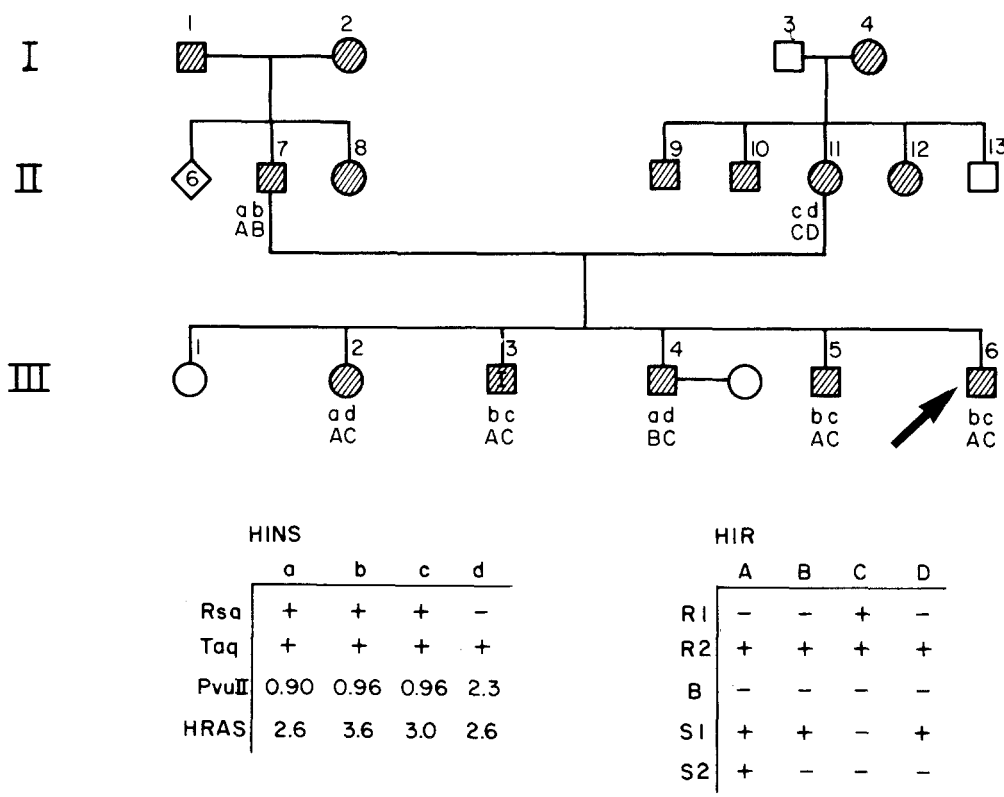 1 2 3 4
I
6 7 8 9 10 11 12 13
II
ab cd
AB CD
1 2 3 4 5 6
III
I
ad bc ad bc bc
AC AC BC AC AC
HINS HIR
a b c d A B C D
Rsa + + + − R1 − − + −
Taq + + + + R2 + + + +
PvuII 0.90 0.96 0.96 2.3 B − − − −
HRAS 2.6 3.6 3.0 2.6 S1 + + − +
S2 + − − −